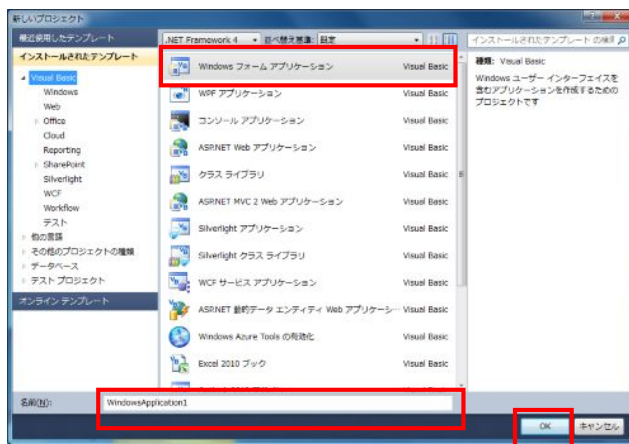 新しいプロジェクト
最近使用したテンプレート
.NET Framework 4
並べ替え基準: 既定
インストールされたテンプレート の検索
インストールされたテンプレート
Visual Basic
Windows
Web
Office
Cloud
Reporting
SharePoint
Silverlight
WCF
Workflow
テスト
他の言語
その他のプロジェクトの種類
データベース
テスト プロジェクト
オンライン テンプレート
Windows フォーム アプリケーション Visual Basic
WPF アプリケーション Visual Basic
コンソール アプリケーション Visual Basic
ASP.NET Web アプリケーション Visual Basic
クラス ライブラリ Visual Basic
ASP.NET MVC 2 Web アプリケーション Visual Basic
Silverlight アプリケーション Visual Basic
Silverlight クラス ライブラリ Visual Basic
WCF サービス アプリケーション Visual Basic
ASP.NET 動的データ エンティティ Web アプリケーシ… Visual Basic
Windows Azure Tools の有効化 Visual Basic
Excel 2010 ブック Visual Basic
種類: Visual Basic
Windows ユーザー インターフェイスを
含むアプリケーションを作成するための
プロジェクトです
名前(N): WindowsApplication1
OK
キャンセル